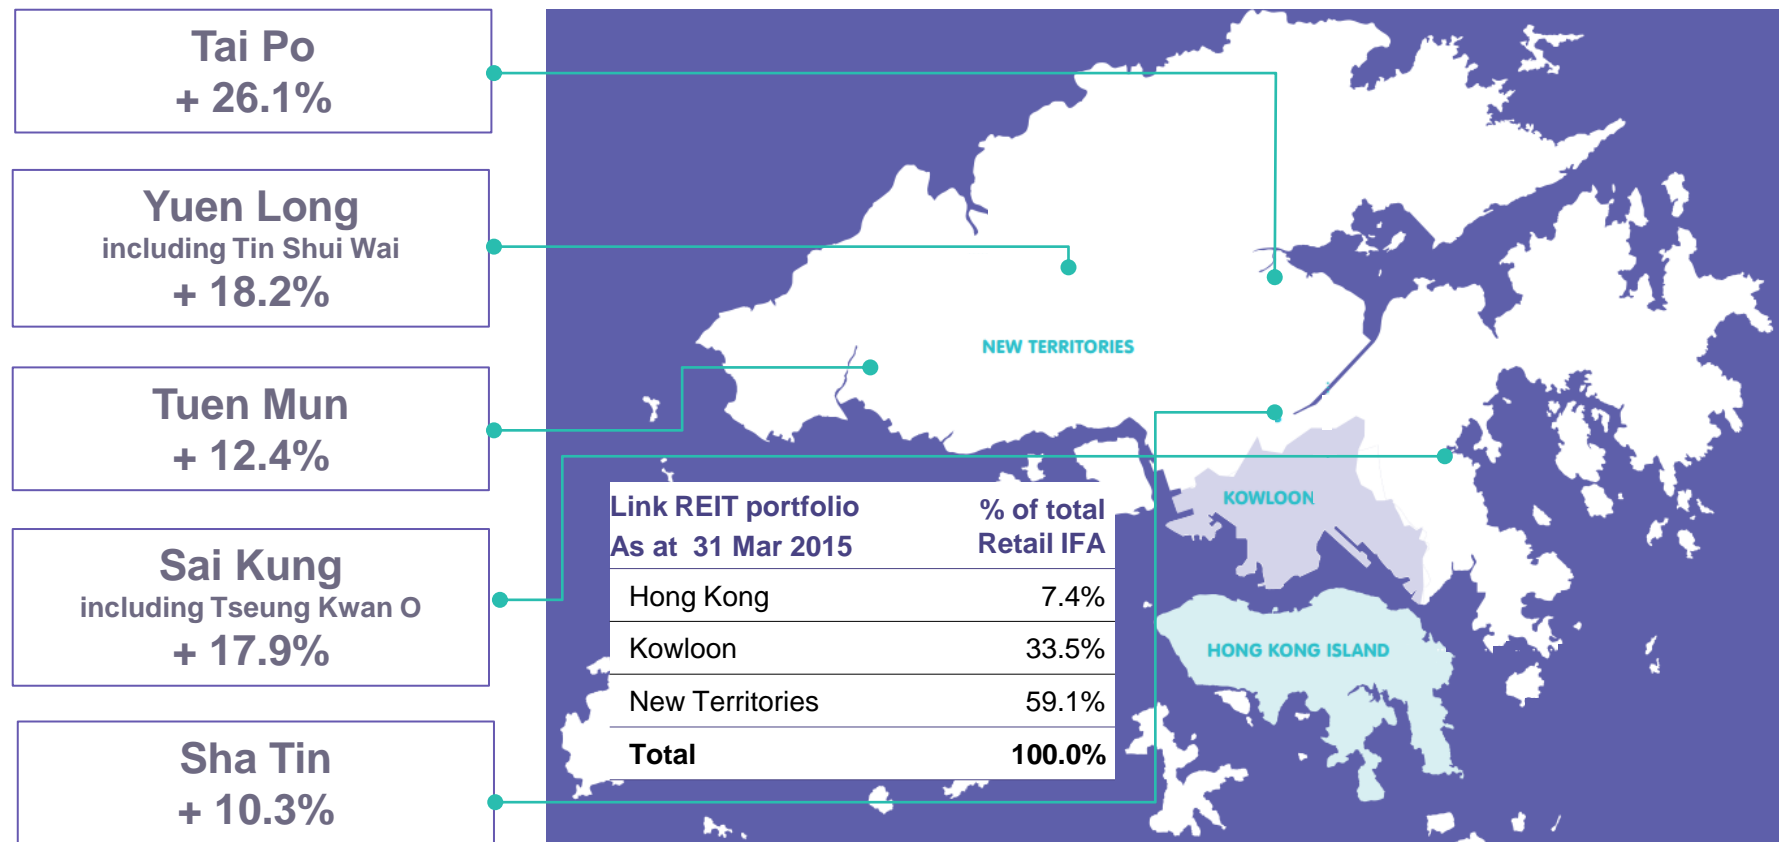 Tai Po
+ 26.1%
Yuen Long
including Tin Shui Wai
+ 18.2%
Tuen Mun
+ 12.4%
Sai Kung
including Tseung Kwan O
+ 17.9%
Sha Tin
+ 10.3%
NEW TERRITORIES
KOWLOON
HONG KONG ISLAND
Link REIT portfolio
As at 31 Mar 2015
% of total
Retail IFA
Hong Kong 7.4%
Kowloon 33.5%
New Territories 59.1%
Total 100.0%